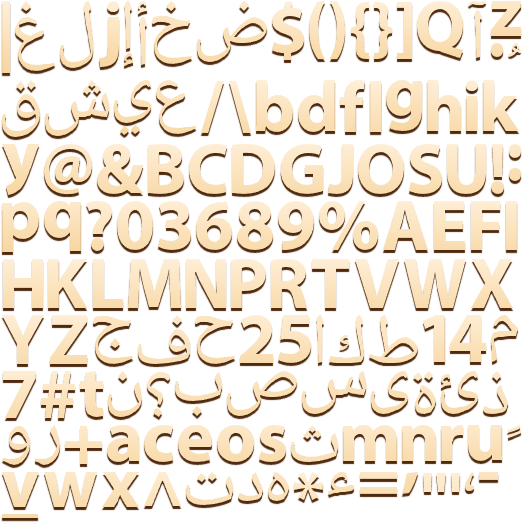 | غ ل j أ إ خ ض $ ( ) { } ] Q آ Z
ق ش ي ع / \ b d f l g h i k
y @ & B C D G J O S U ! :
p q ? 0 3 6 8 9 % A E F I
H K L M N P R T V W X
Y Z ج ف ح 2 5 ا ك ط 1 4 م
7 # t ن ؟ ب ص س ى ة ئ ذ
و ر + a c e o s ث m n r u
v w x ^ ت د ه * ء = ' " ' -
_